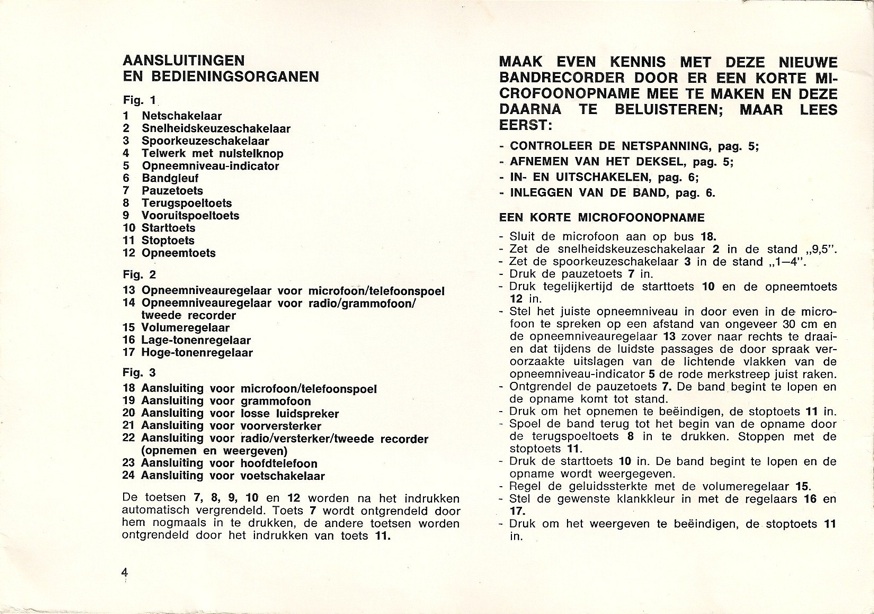 AANSLUITINGEN
EN BEDIENINGSORGANEN
Fig. 1
1 Netschakelaar
2 Snelheidskeuzeschakelaar
3 Spoorkeuzeschakelaar
4 Telwerk met nulstelknop
5 Opneemniveau-indicator
6 Bandgleuf
7 Pauzetoets
8 Terugspoeltoets
9 Vooruitspoeltoets
10 Starttoets
11 Stoptoets
12 Opneemtoets
Fig. 2
13 Opneemniveauregelaar voor microfoon/telefoonspoel
14 Opneemniveauregelaar voor radio/grammofoon/
tweede recorder
15 Volumeregelaar
16 Lage-tonenregelaar
17 Hoge-tonenregelaar
Fig. 3
18 Aansluiting voor microfoon/telefoonspoel
19 Aansluiting voor grammofoon
20 Aansluiting voor losse luidspreker
21 Aansluiting voor voorversterker
22 Aansluiting voor radio/versterker/tweede recorder
(opnemen en weergeven)
23 Aansluiting voor hoofdtelefoon
24 Aansluiting voor voetschakelaar
De toetsen 7, 8, 9, 10 en 12 worden na het indrukken
automatisch vergrendeld. Toets 7 wordt ontgrendeld door
hem nogmaals in te drukken, de andere toetsen worden
ontgrendeld door het indrukken van toets 11.
4
MAAK EVEN KENNIS MET DEZE NIEUWE
BANDRECORDER DOOR ER EEN KORTE MI-
CROFOONOPNAME MEE TE MAKEN EN DEZE
DAARNA TE BELUISTEREN; MAAR LEES
EERST:
- CONTROLEER DE NETSPANNING, pag. 5;
- AFNEMEN VAN HET DEKSEL, pag. 5;
- IN- EN UITSCHAKELEN, pag. 6;
- INLEGGEN VAN DE BAND, pag. 6.
EEN KORTE MICROFOONOPNAME
- Sluit de microfoon aan op bus 18.
- Zet de snelheidskeuzeschakelaar 2 in de stand „9,5”.
- Zet de spoorkeuzeschakelaar 3 in de stand „1—4”.
- Druk de pauzetoets 7 in.
- Druk tegelijkertijd de starttoets 10 en de opneemtoets
12 in.
- Stel het juiste opneemniveau in door even in de micro-
foon te spreken op een afstand van ongeveer 30 cm en
de opneemniveauregelaar 13 zover naar rechts te draai-
en dat tijdens de luidste passages de door spraak ver-
oorzaakte uitslagen van de lichtende vlakken van de
opneemniveau-indicator 5 de rode merkstreep juist raken.
- Ontgrendel de pauzetoets 7. De band begint te lopen en
de opname komt tot stand.
- Druk om het opnemen te beëindigen, de stoptoets 11 in.
- Spoel de band terug tot het begin van de opname door
de terugspoeltoets 8 in te drukken. Stoppen met de
stoptoets 11.
- Druk de starttoets 10 in. De band begint te lopen en de
opname wordt weergegeven.
- Regel de geluidssterkte met de volumeregelaar 15.
- Stel de gewenste klankkleur in met de regelaars 16 en
17.
- Druk om het weergeven te beëindigen, de stoptoets 11
in.